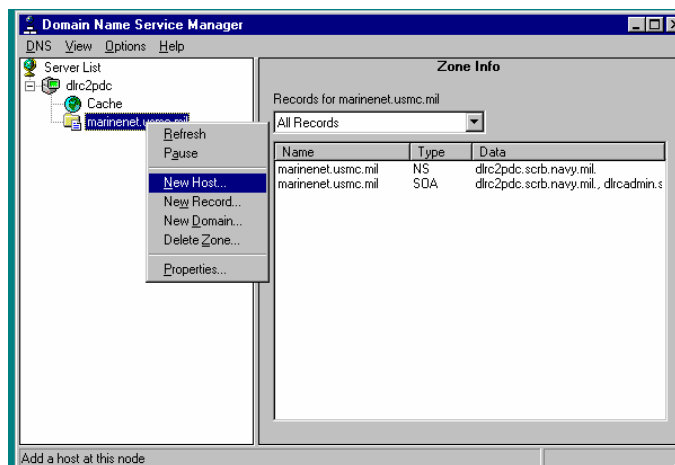 Domain Name Service Manager
DNS View Options Help
Server List
dlrc2pdc
Cache
marinenet.usmc.mil
Refresh
Pause
New Host...
New Record...
New Domain...
Delete Zone...
Properties...
Zone Info
Records for marinenet.usmc.mil
All Records
Name Type Data
marinenet.usmc.mil NS dlrc2pdc.scrb.navy.mil.
marinenet.usmc.mil SOA dlrc2pdc.scrb.navy.mil., dlrcadmin.s
Add a host at this node